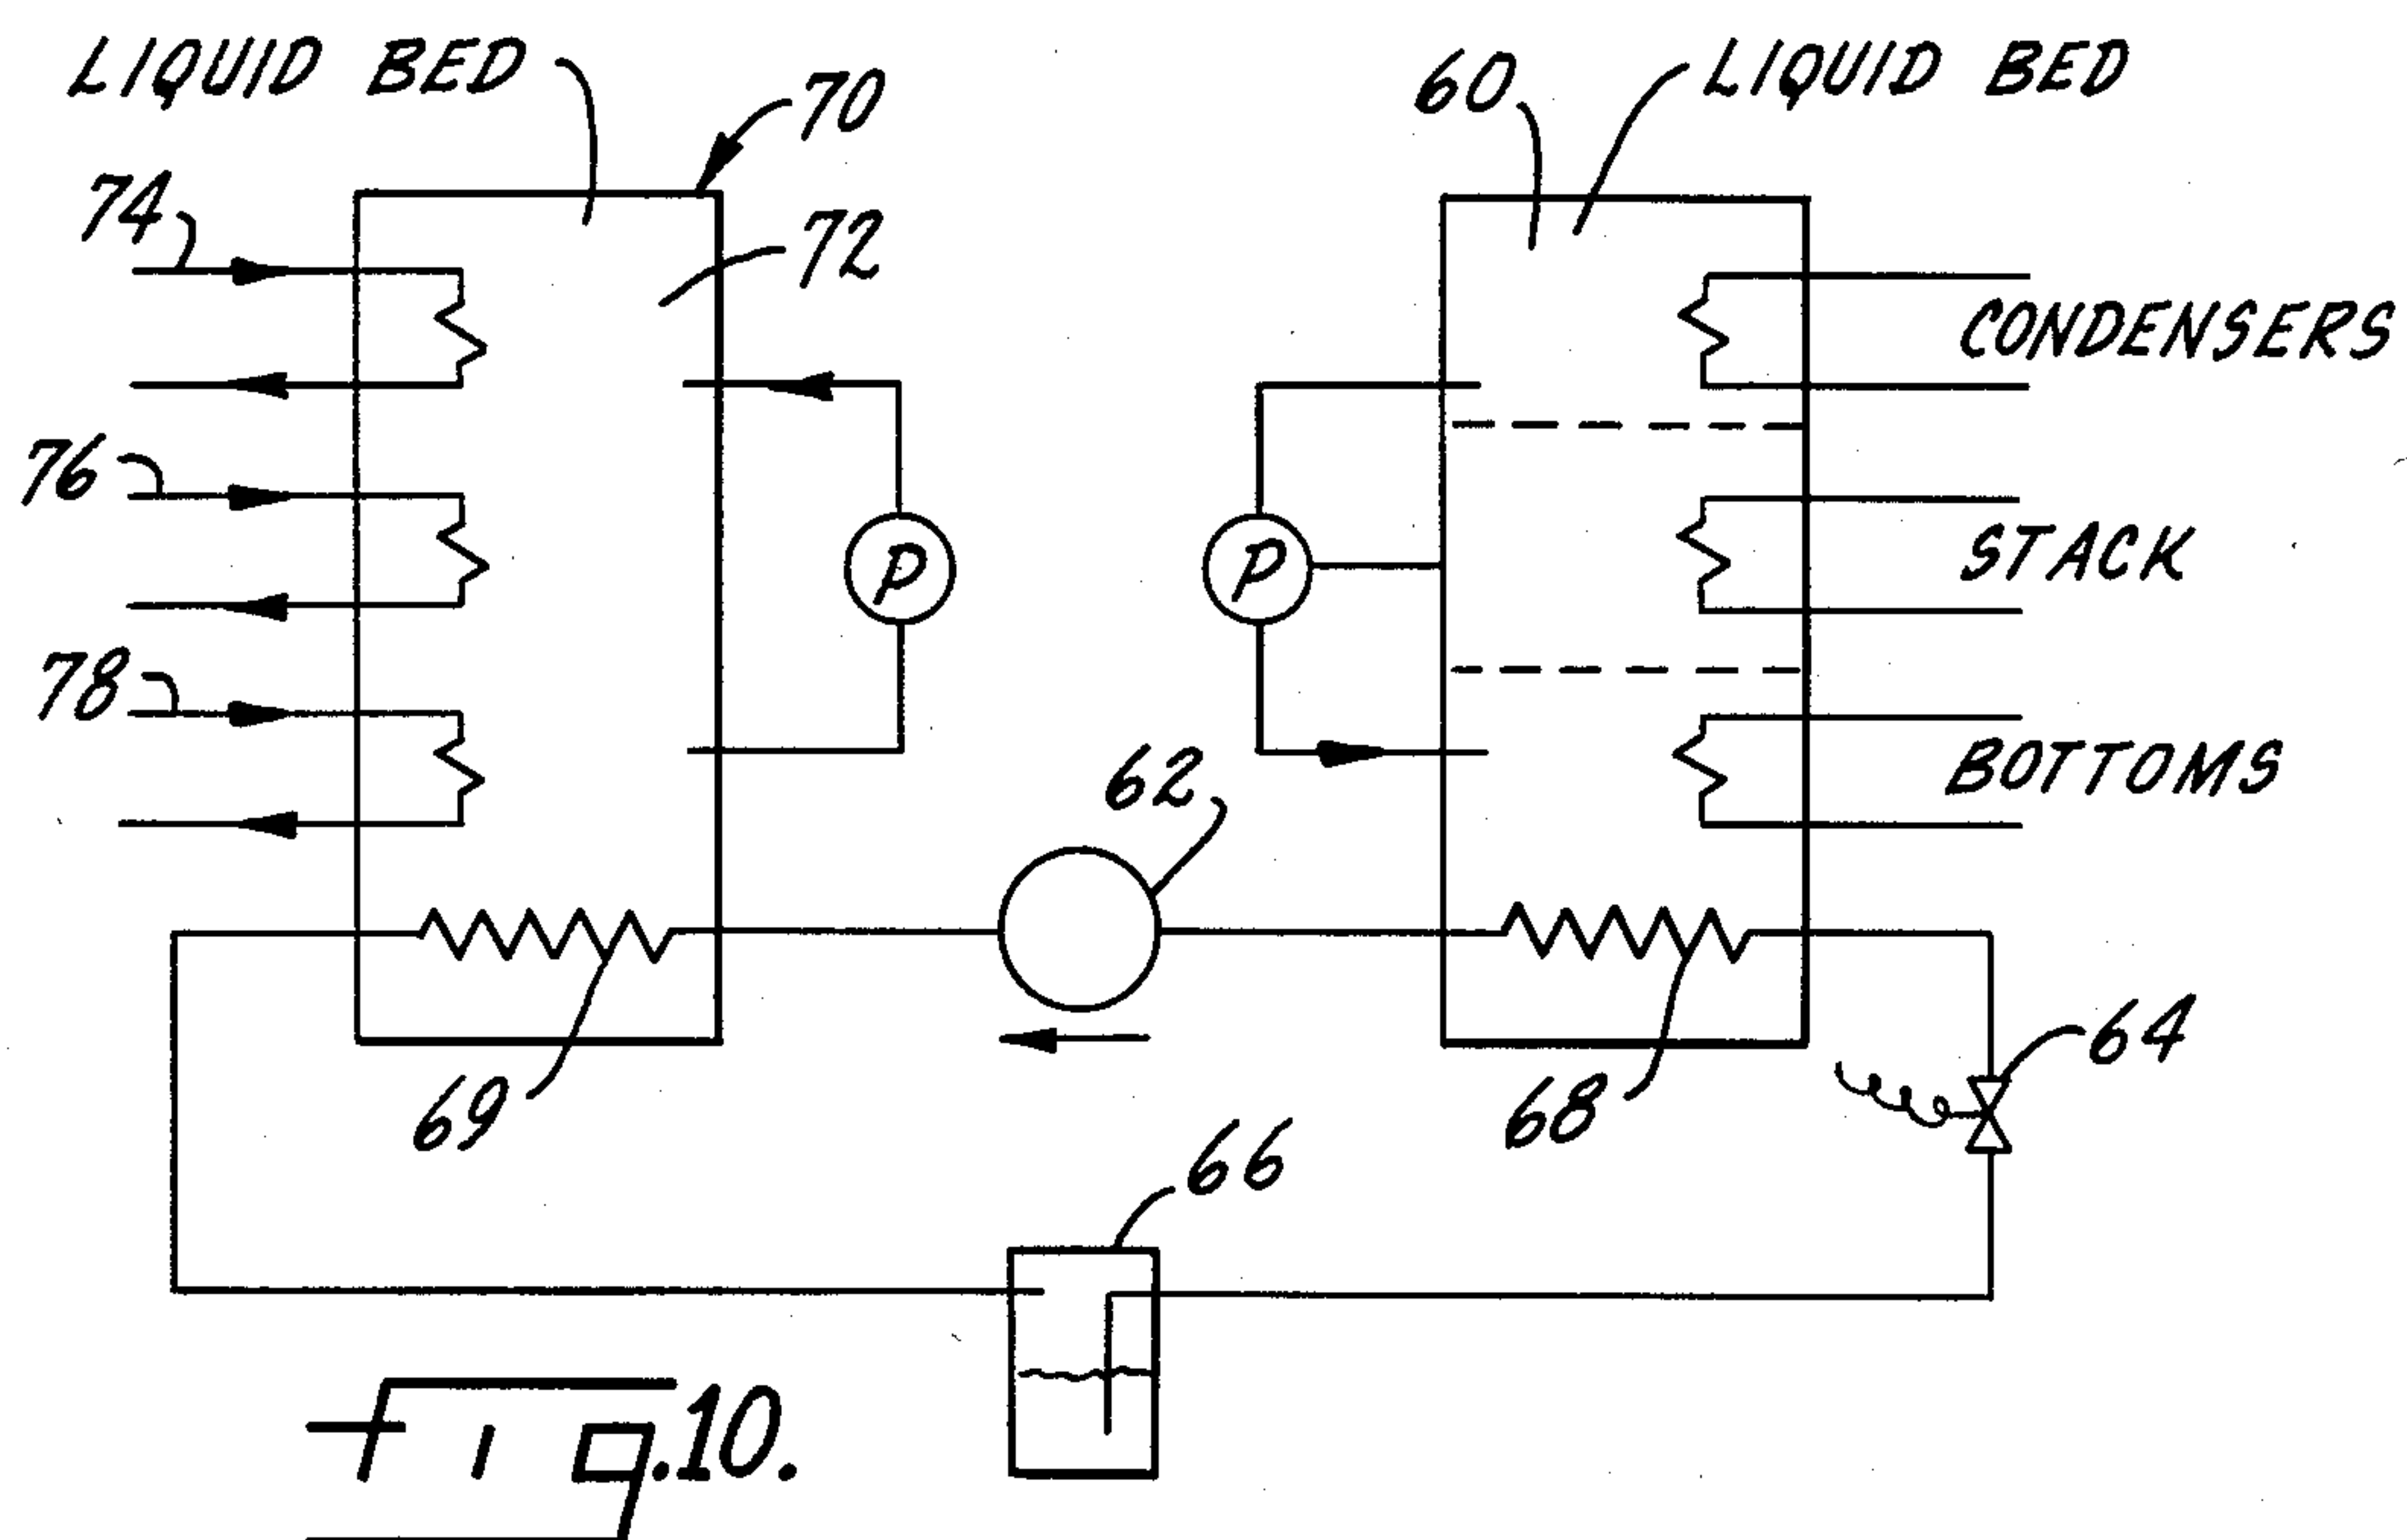 LIQUID BED
70
60
LIQUID BED
74
72
CONDENSERS
76
P
P
STACK
78
62
BOTTOMS
64
69
68
66
Fig.10.